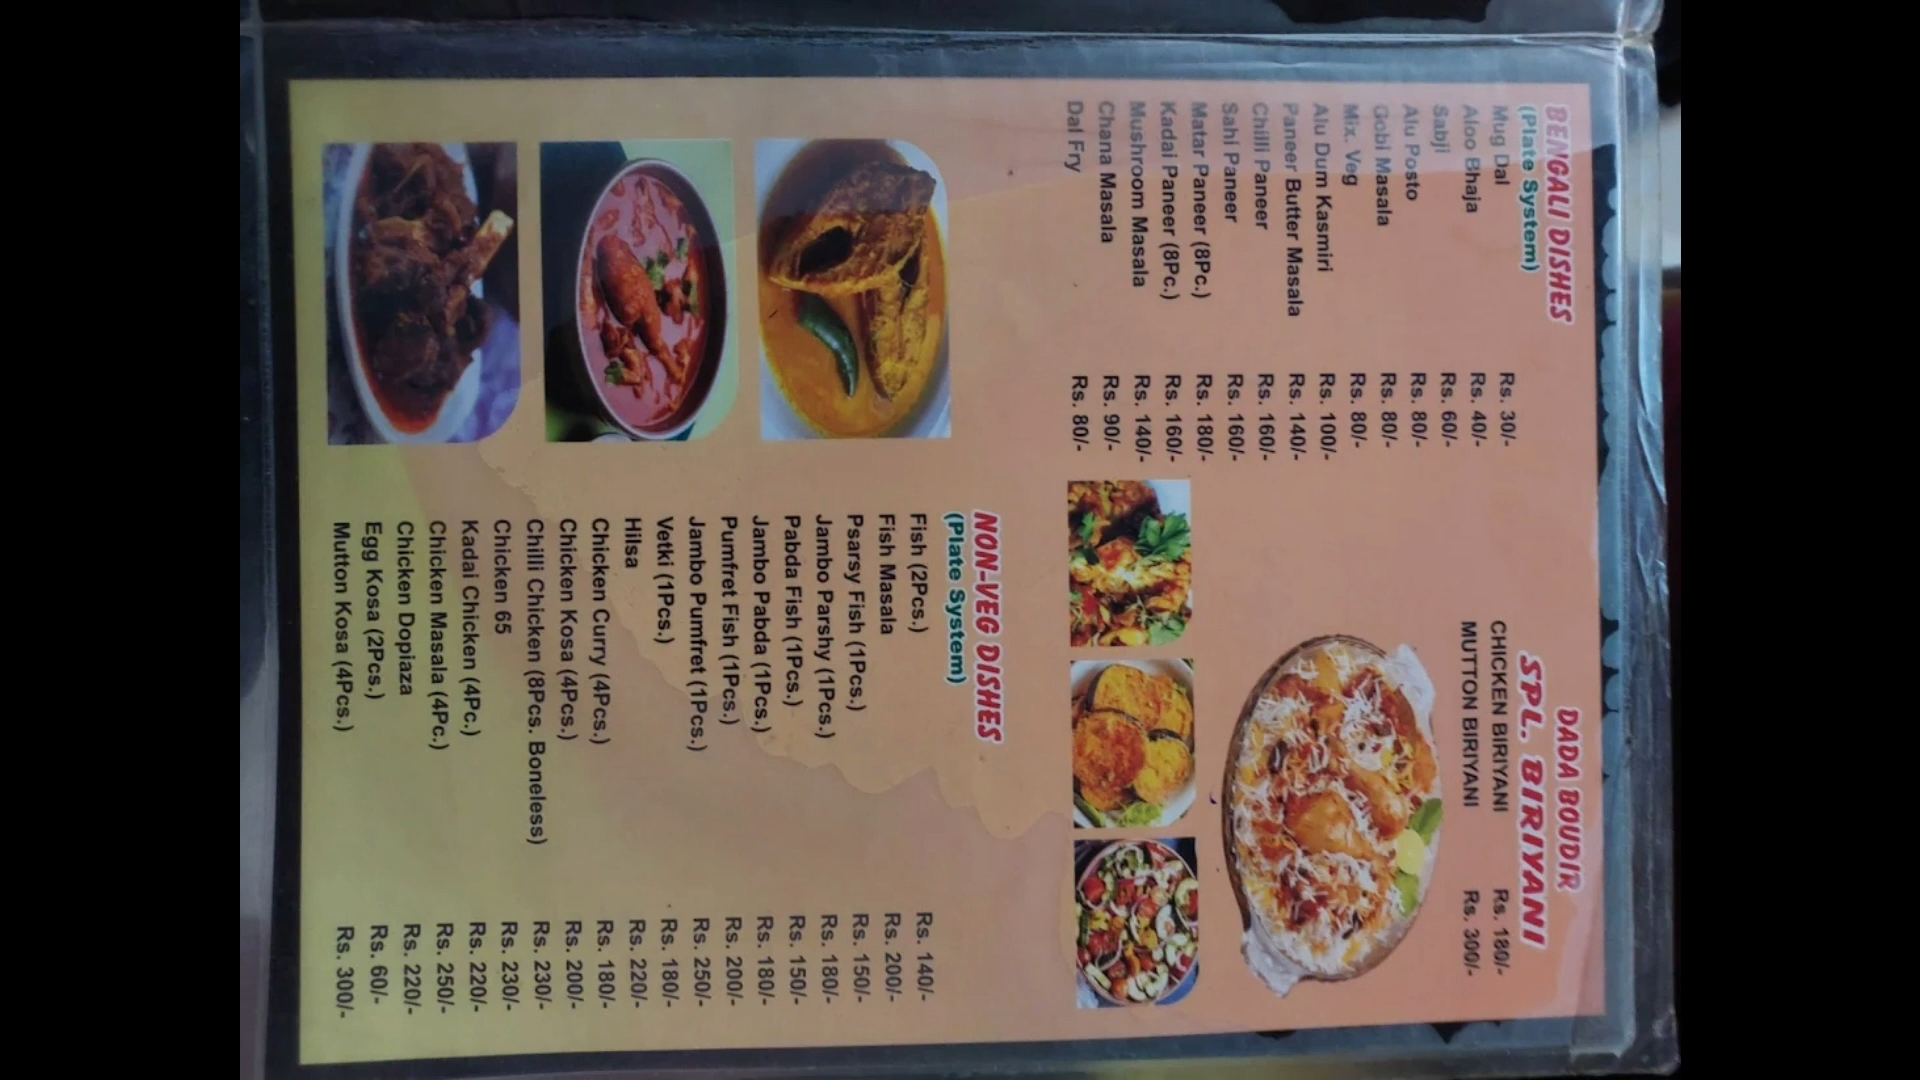 BENGALI DISHES
(Plate System)
Mug Dal Rs. 30/-
Aloo Bhaja Rs. 40/-
Sabji Rs. 60/-
Alu Posto Rs. 80/-
Gobi Masala Rs. 80/-
Mix. Veg Rs. 80/-
Alu Dum Kasmiri Rs. 100/-
Paneer Butter Masala Rs. 140/-
Chilli Paneer Rs. 160/-
Sahi Paneer Rs. 160/-
Matar Paneer (8Pc.) Rs. 180/-
Kadai Paneer (8Pc.) Rs. 160/-
Mushroom Masala Rs. 140/-
Chana Masala Rs. 90/-
Dal Fry Rs. 80/-
DADA BOUDIR
SPL. BIRIYANI
CHICKEN BIRIYANI Rs. 180/-
MUTTON BIRIYANI Rs. 300/-
NON-VEG DISHES
(Plate System)
Fish (2Pcs.) Rs. 140/-
Fish Masala Rs. 200/-
Psarsy Fish (1Pcs.) Rs. 150/-
Jambo Parshy (1Pcs.) Rs. 180/-
Pabda Fish (1Pcs.) Rs. 150/-
Jambo Pabda (1Pcs.) Rs. 180/-
Pumfret Fish (1Pcs.) Rs. 200/-
Jambo Pumfret (1Pcs.) Rs. 250/-
Vetki (1Pcs.) Rs. 180/-
Hilsa Rs. 220/-
Chicken Curry (4Pcs.) Rs. 180/-
Chicken Kosa (4Pcs.) Rs. 200/-
Chilli Chicken (8Pcs. Boneless) Rs. 230/-
Chicken 65 Rs. 230/-
Kadai Chicken (4Pc.) Rs. 220/-
Chicken Masala (4Pc.) Rs. 250/-
Chicken Dopiaza Rs. 220/-
Egg Kosa (2Pcs.) Rs. 60/-
Mutton Kosa (4Pcs.) Rs. 300/-